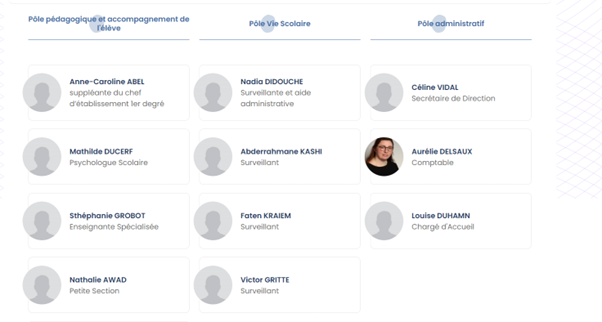 Pôle pédagogique et accompagnement de
l'élève
Anne-Caroline ABEL
suppléante du chef
d'établissement 1er degré
Mathilde DUCERF
Psychologue Scolaire
Sthéphanie GROBOT
Enseignante Spécialisée
Nathalie AWAD
Petite Section
Pôle Vie Scolaire
Nadia DIDOUCHE
Surveillante et aide
administrative
Abderrahmane KASHI
Surveillant
Faten KRAIEM
Surveillant
Victor GRITTE
Surveillant
Pôle administratif
Céline VIDAL
Secrétaire de Direction
Aurélie DELSAUX
Comptable
Louise DUHAMN
Chargé d'Accueil